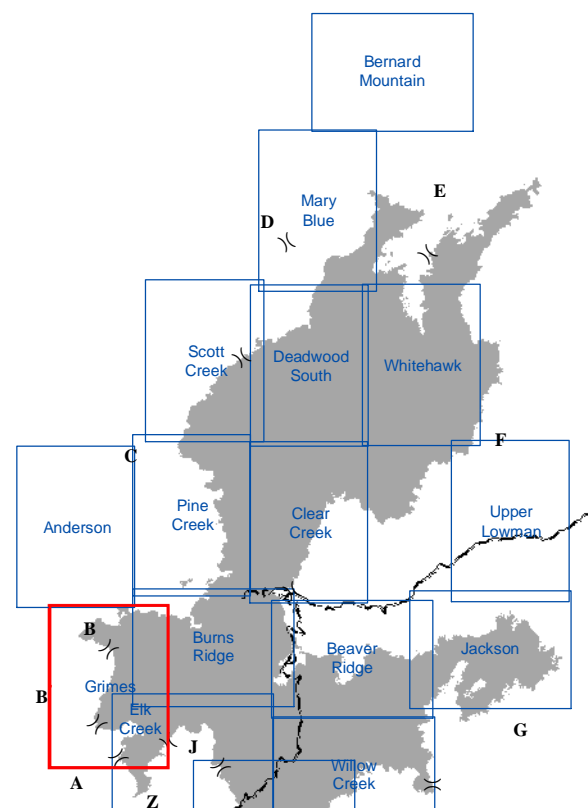 Bernard
Mountain
E
Mary
Blue
D
Scott
Creek
Deadwood
South
Whitehawk
C
F
Anderson
Pine
Creek
Clear
Creek
Upper
Lowman
B
Burns
Ridge
Beaver
Ridge
Jackson
B
Grimes
Elk
Creek
J
G
A
Willow
Creek
Z